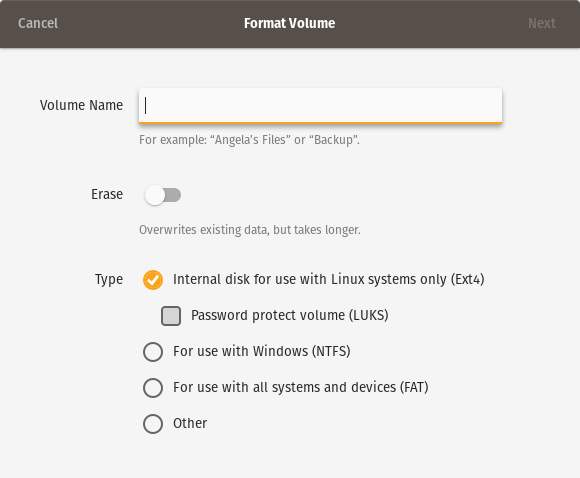 Cancel Format Volume Next
Volume Name
For example: “Angela’s Files” or “Backup”.
Erase
Overwrites existing data, but takes longer.
Type Internal disk for use with Linux systems only (Ext4)
Password protect volume (LUKS)
For use with Windows (NTFS)
For use with all systems and devices (FAT)
Other